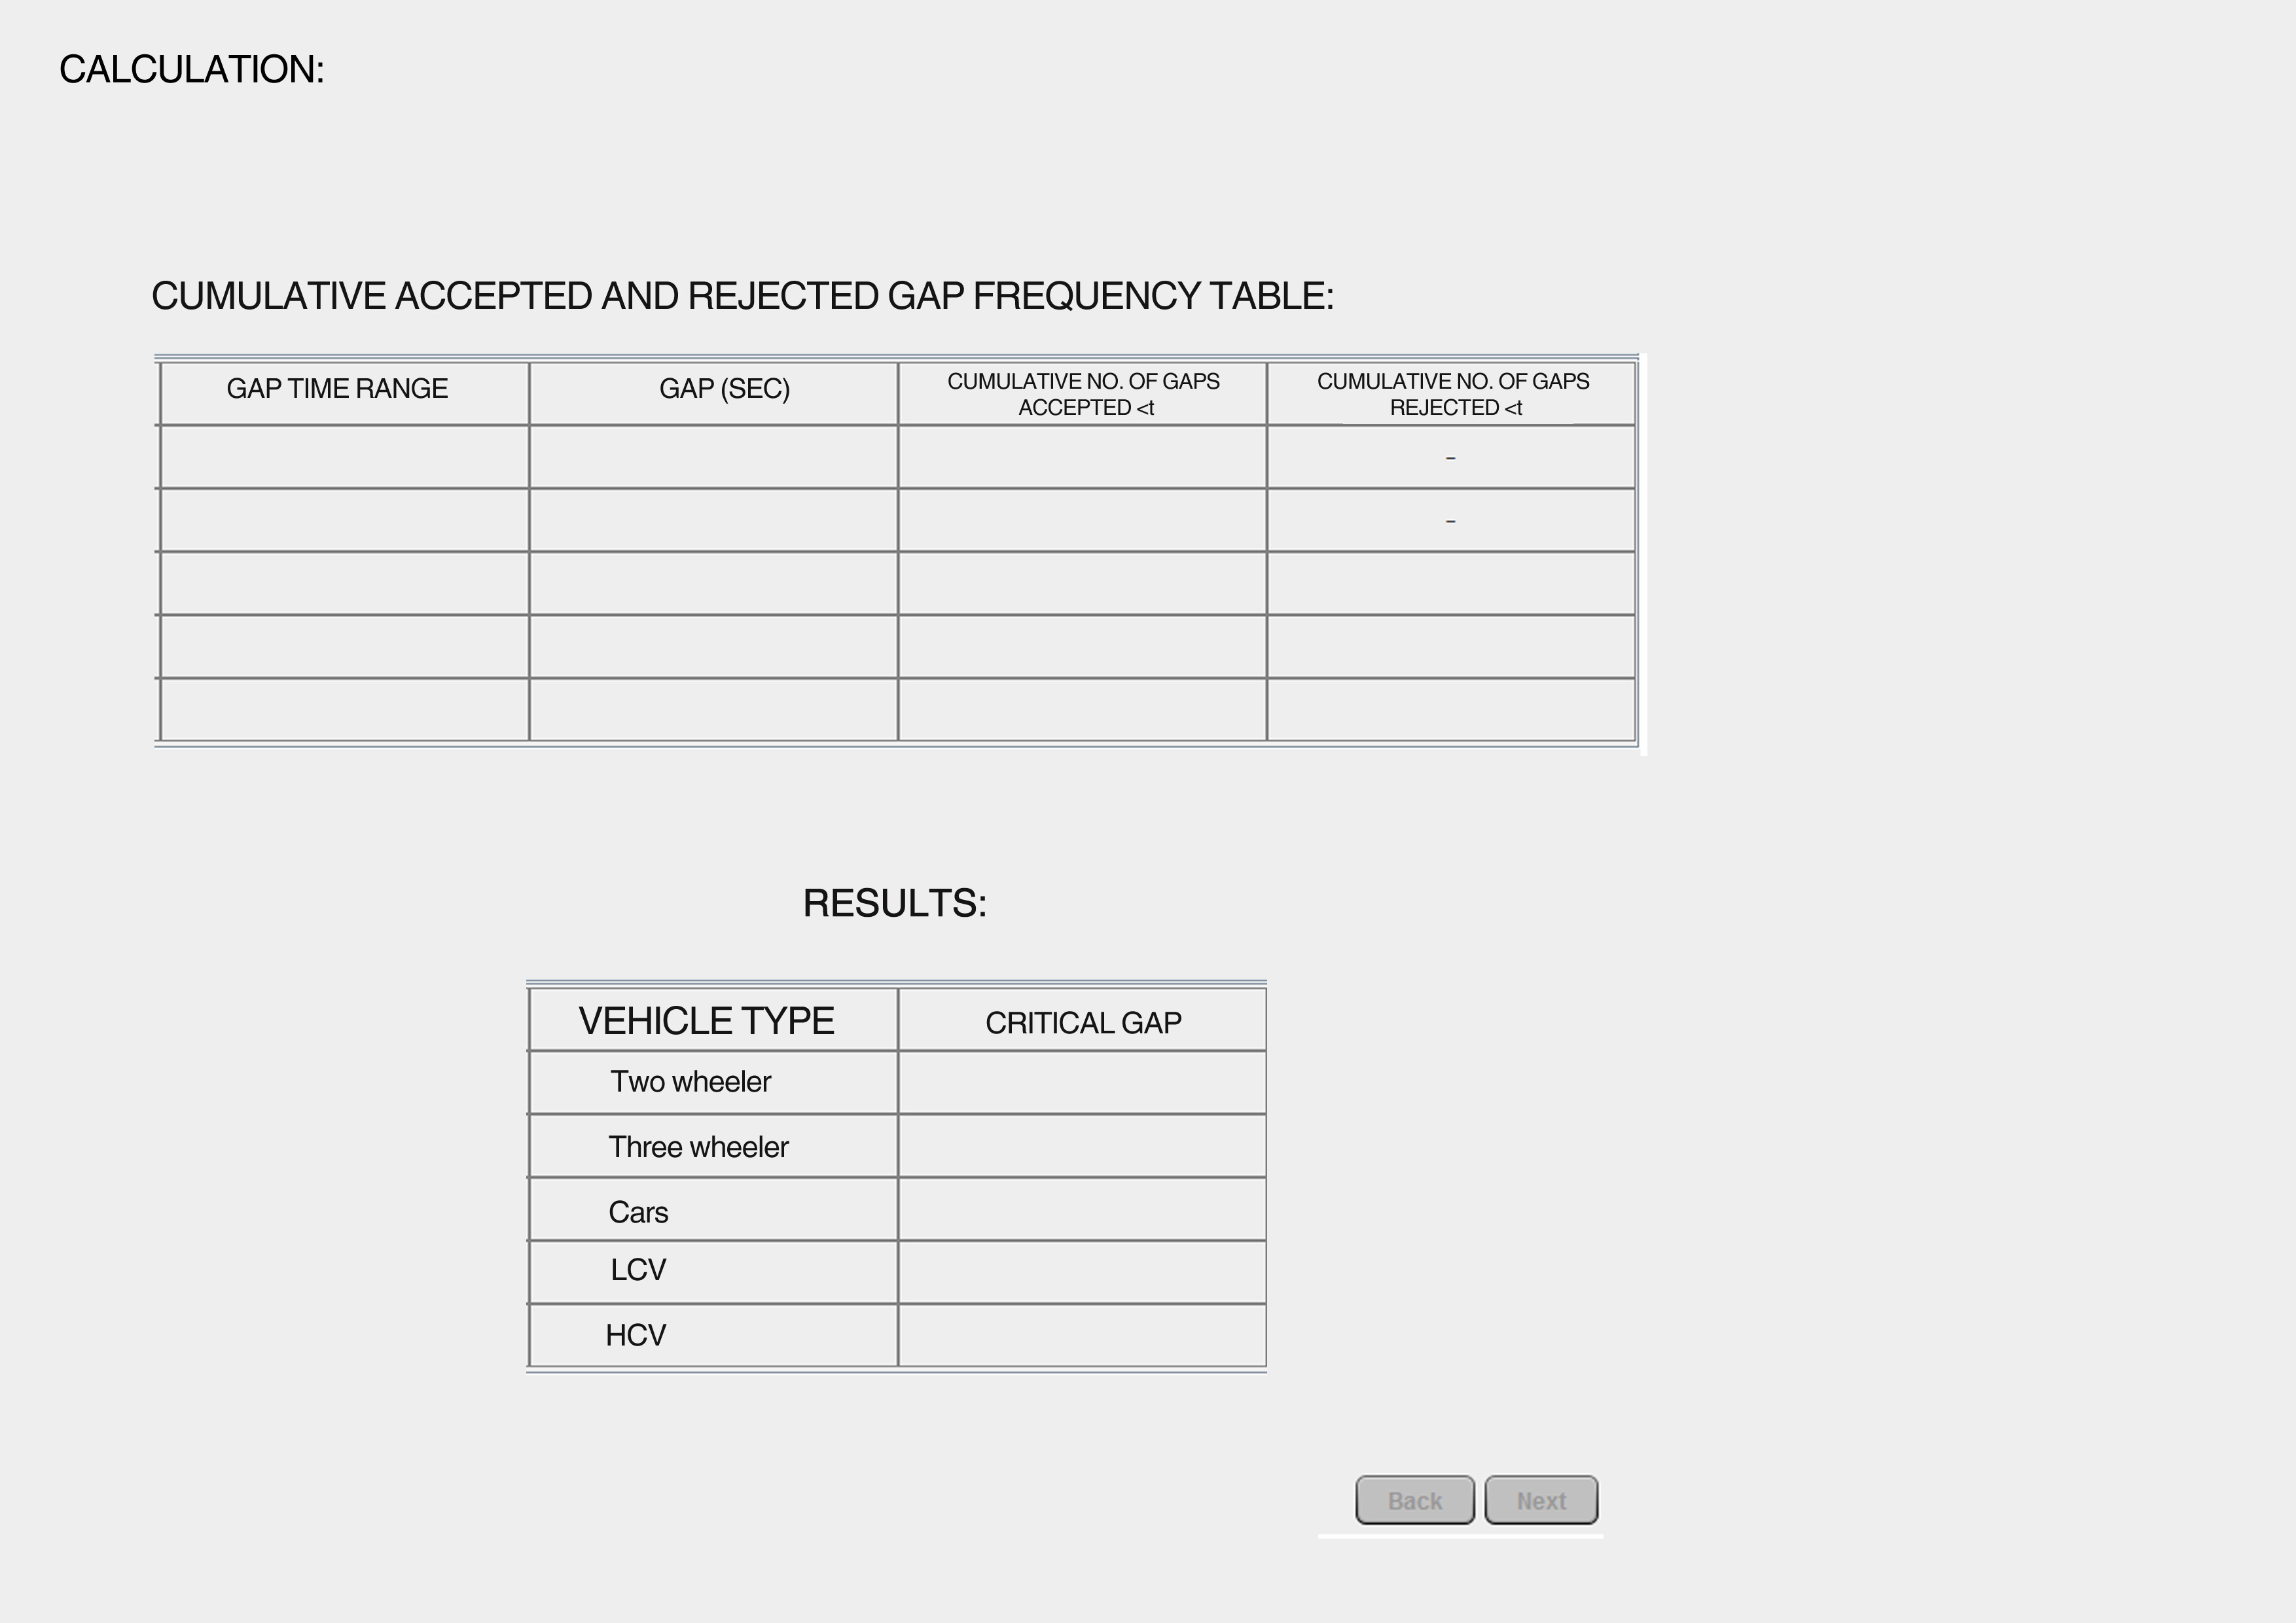 CALCULATION:
CUMULATIVE ACCEPTED AND REJECTED GAP FREQUENCY TABLE:
GAP TIME RANGE GAP (SEC) CUMULATIVE NO. OF GAPS ACCEPTED <t CUMULATIVE NO. OF GAPS REJECTED <t
-
-
RESULTS:
VEHICLE TYPE CRITICAL GAP
Two wheeler
Three wheeler
Cars
LCV
HCV
Back Next